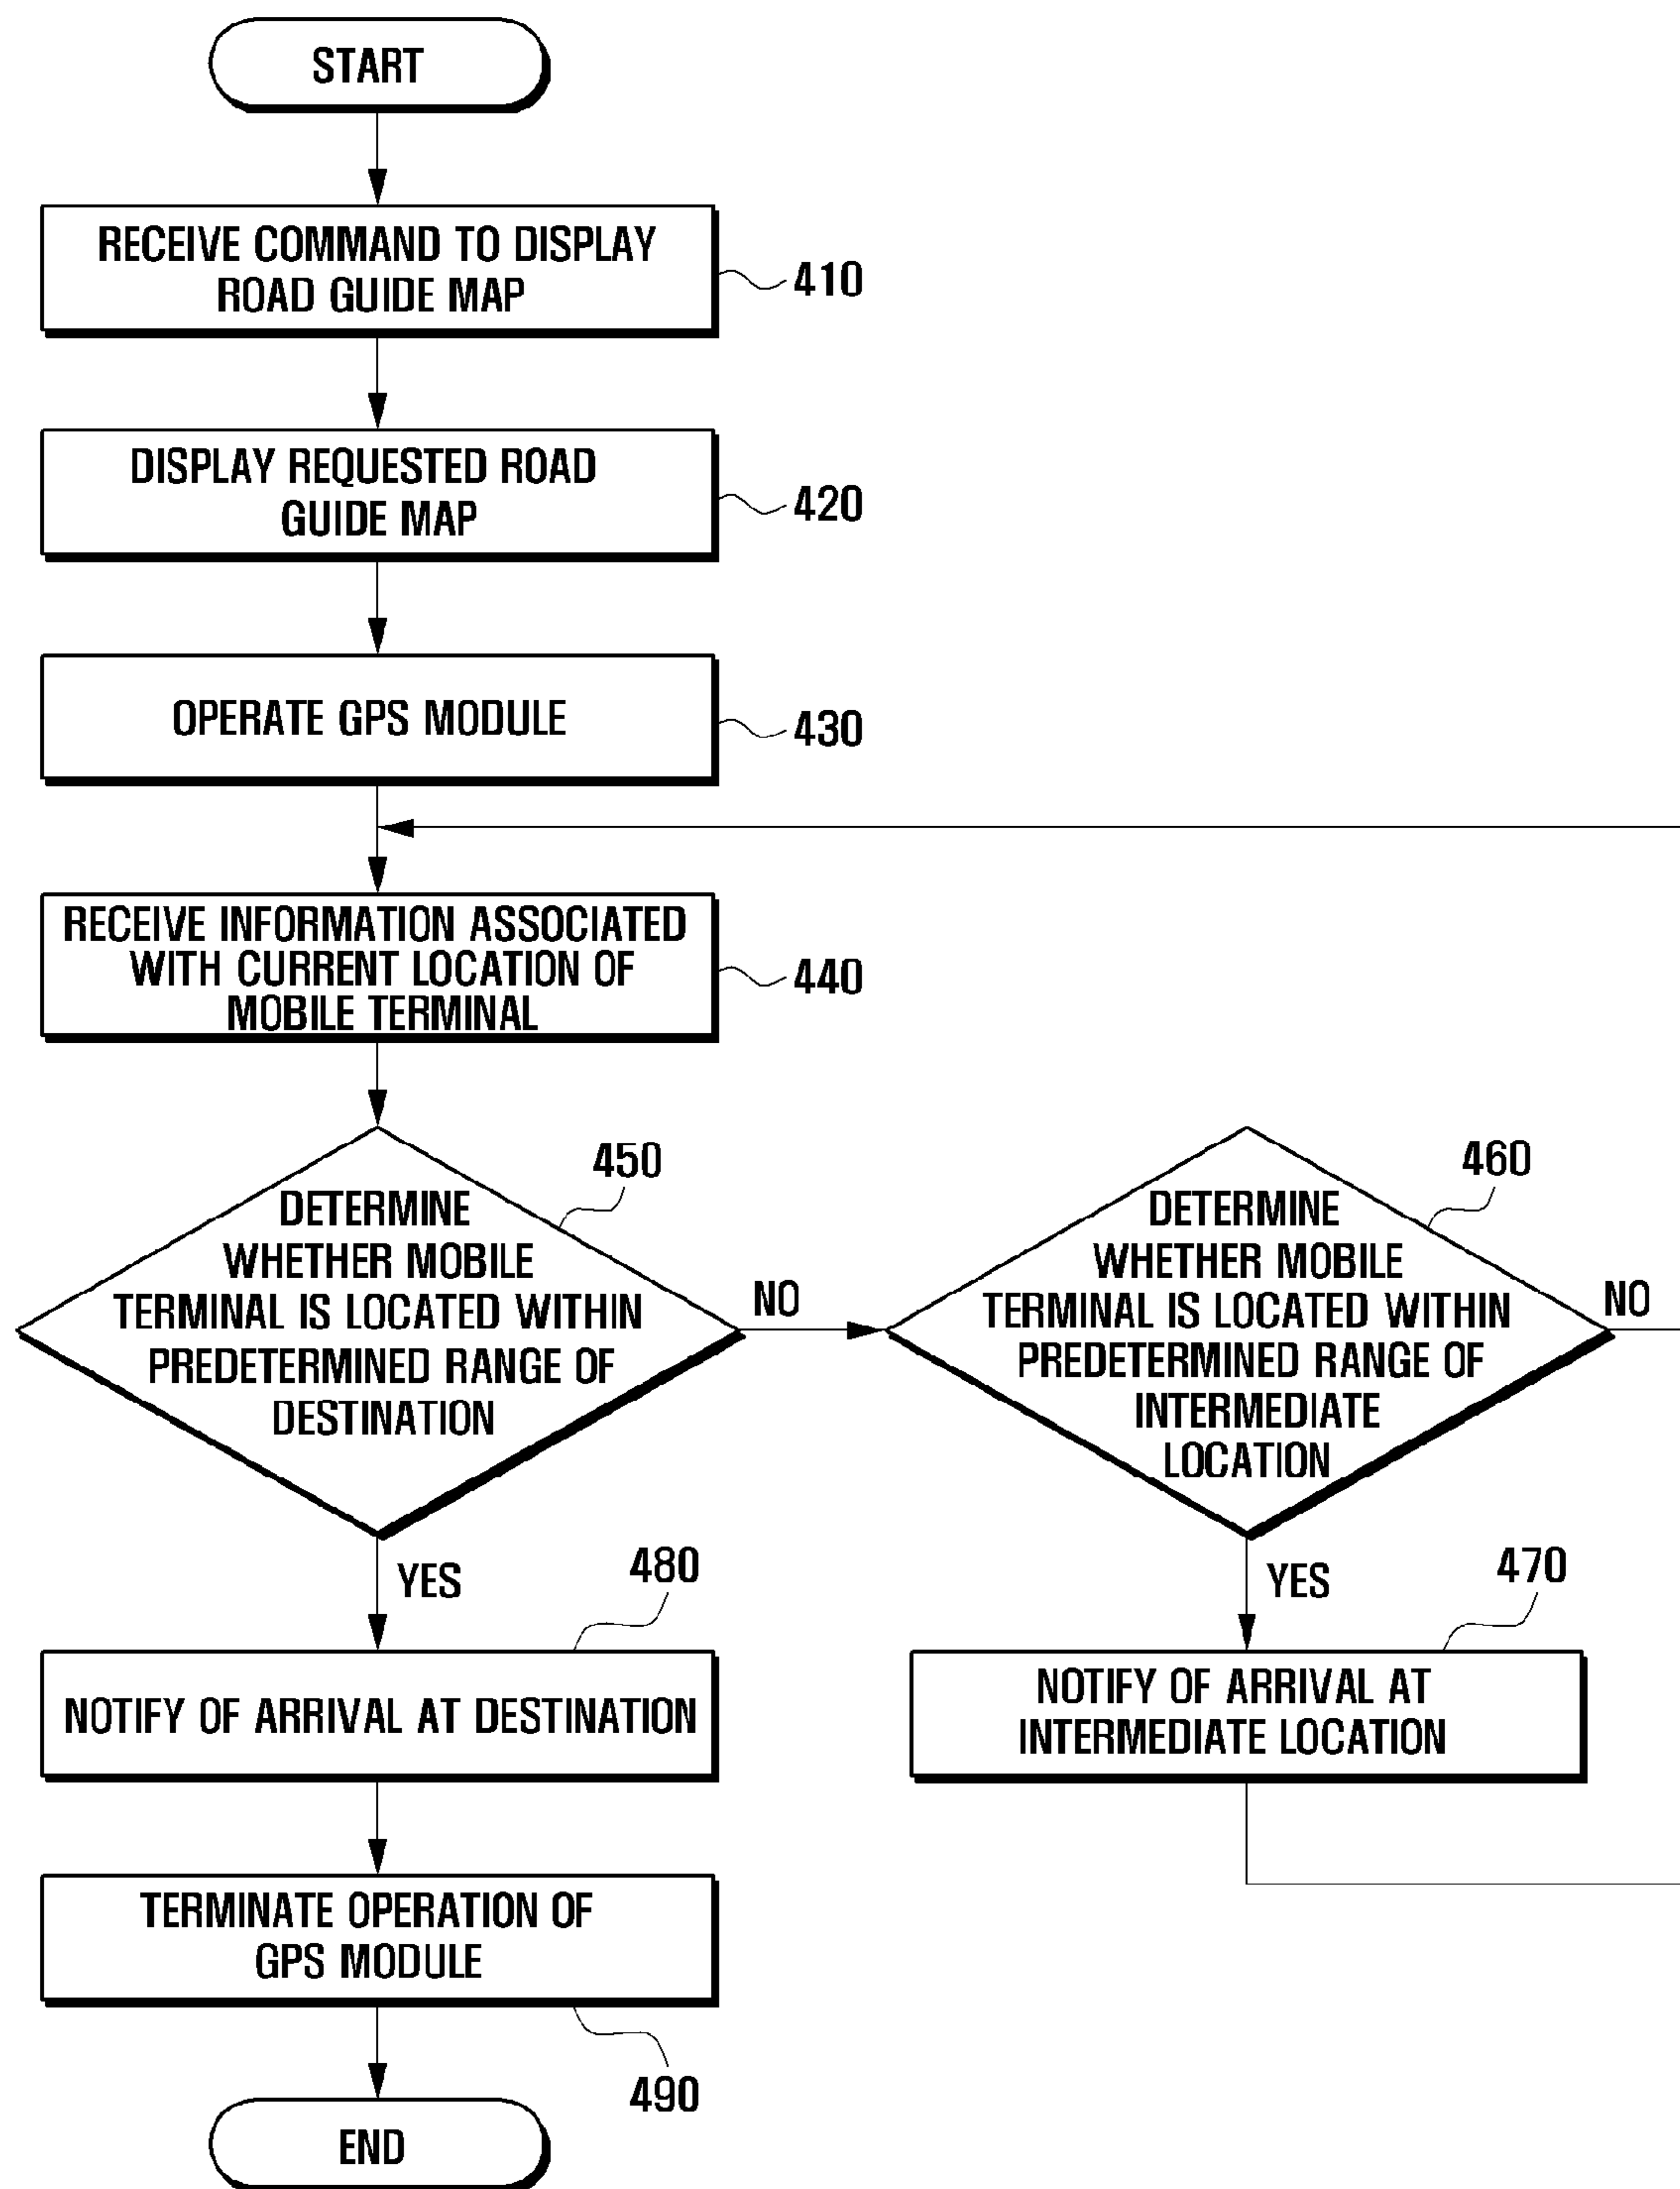 START
RECEIVE COMMAND TO DISPLAY
ROAD GUIDE MAP
410
DISPLAY REQUESTED ROAD
GUIDE MAP
420
OPERATE GPS MODULE
430
RECEIVE INFORMATION ASSOCIATED
WITH CURRENT LOCATION OF
MOBILE TERMINAL
440
450
DETERMINE
WHETHER MOBILE
TERMINAL IS LOCATED WITHIN
PREDETERMINED RANGE OF
DESTINATION
NO
460
DETERMINE
WHETHER MOBILE
TERMINAL IS LOCATED WITHIN
PREDETERMINED RANGE OF
INTERMEDIATE
LOCATION
NO
YES
480
NOTIFY OF ARRIVAL AT DESTINATION
YES
470
NOTIFY OF ARRIVAL AT
INTERMEDIATE LOCATION
TERMINATE OPERATION OF
GPS MODULE
490
END